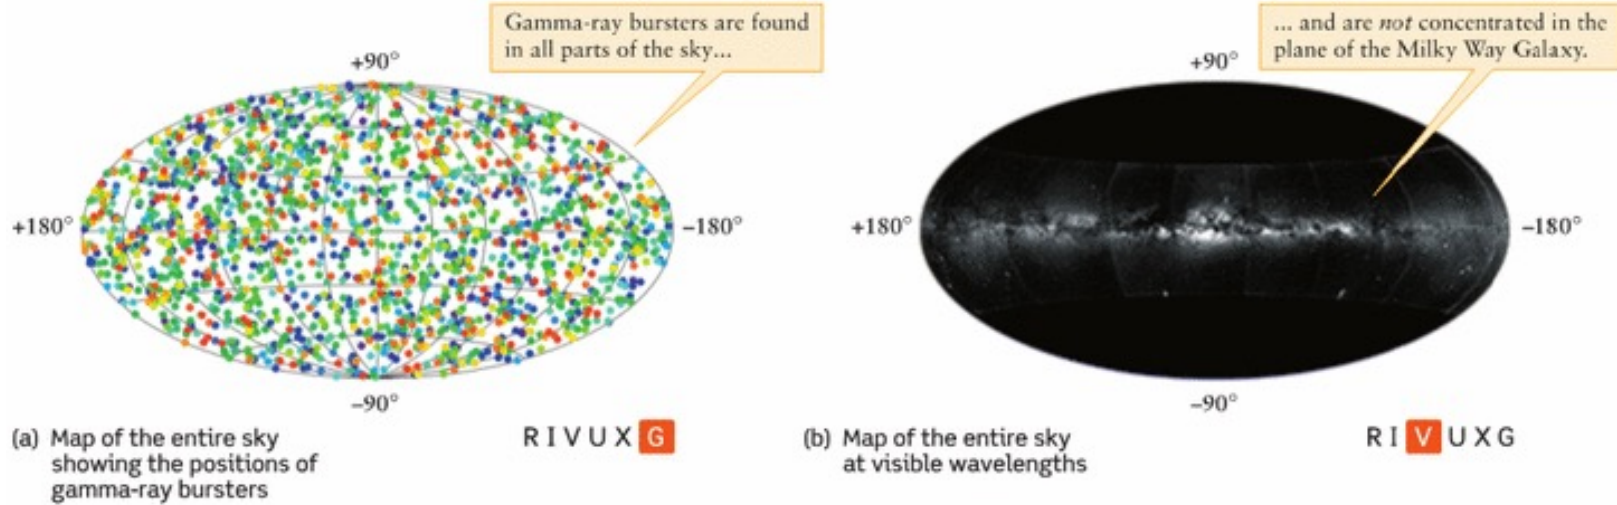 Gamma-ray bursters are found
in all parts of the sky...
+90°
+180°
–180°
–90°
(a) Map of the entire sky
showing the positions of
gamma-ray bursters
R I V U X G
... and are not concentrated in the
plane of the Milky Way Galaxy.
+90°
+180°
–180°
–90°
(b) Map of the entire sky
at visible wavelengths
R I V U X G